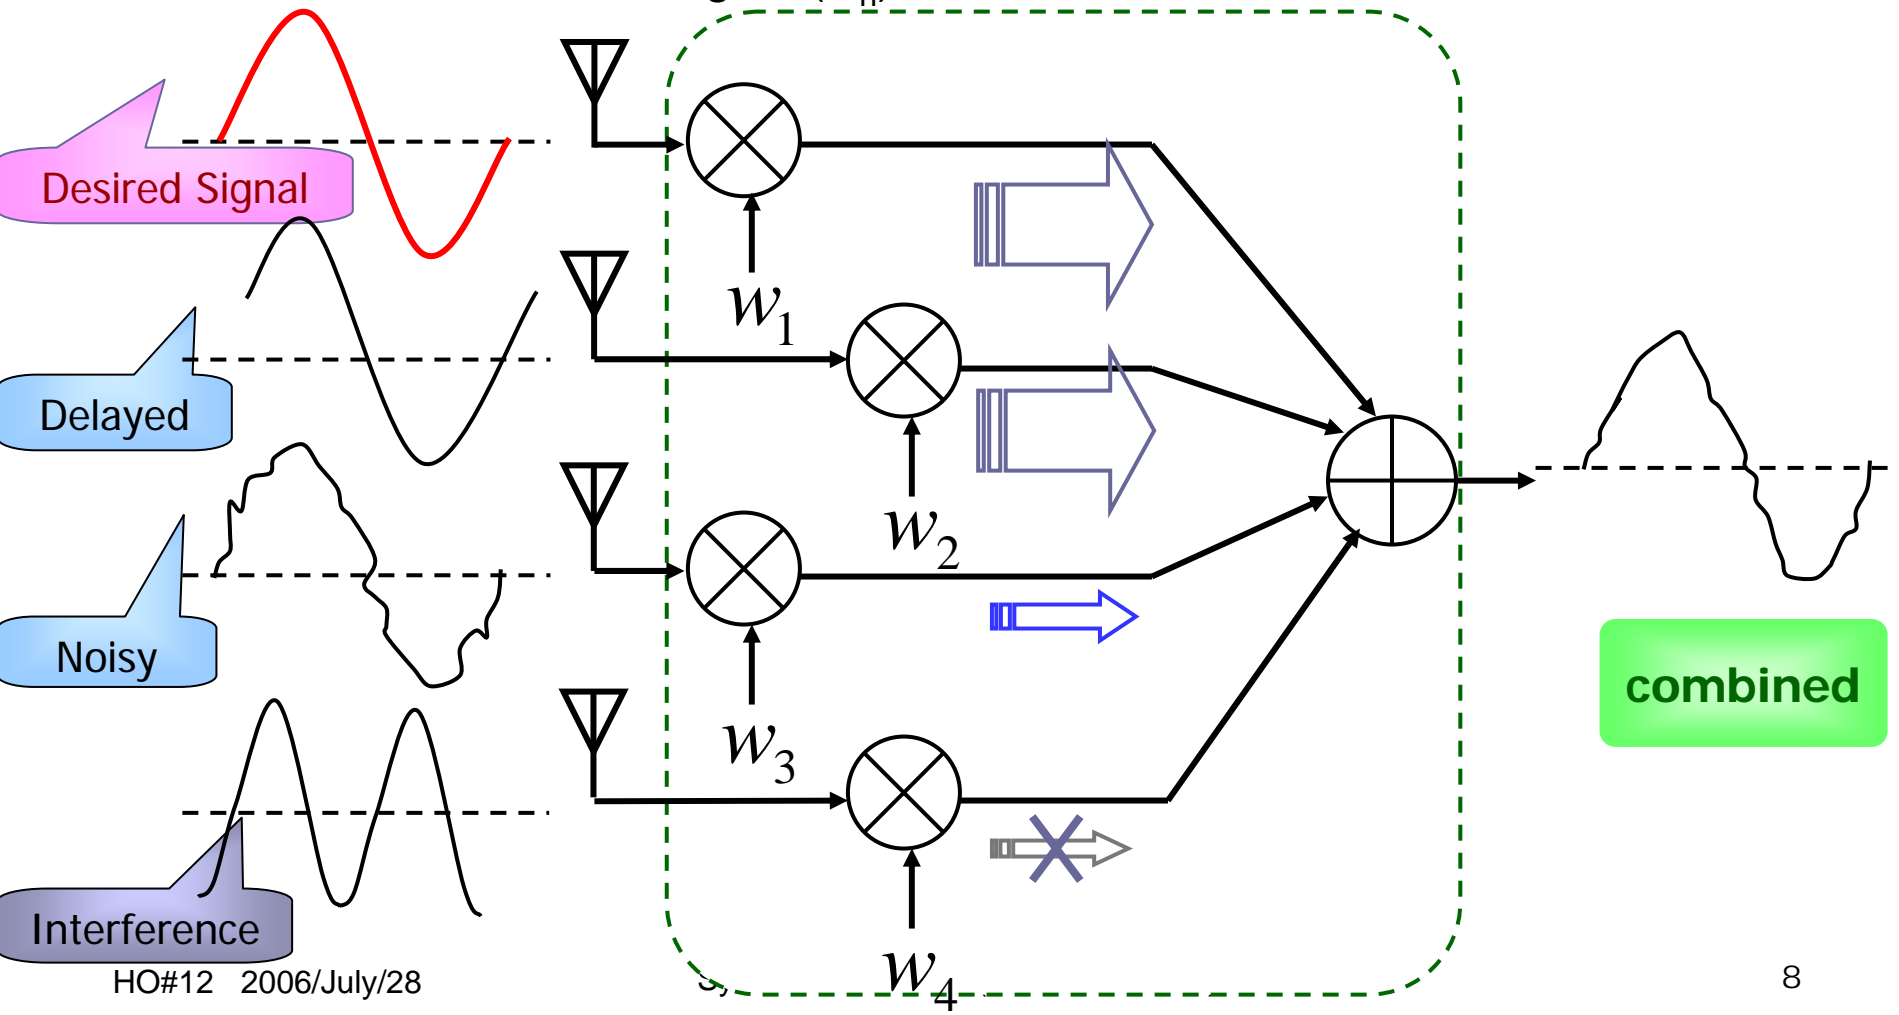 Desired Signal
w1
Delayed
w2
Noisy
w3
combined
Interference
w4
HO#12 2006/July/28
8